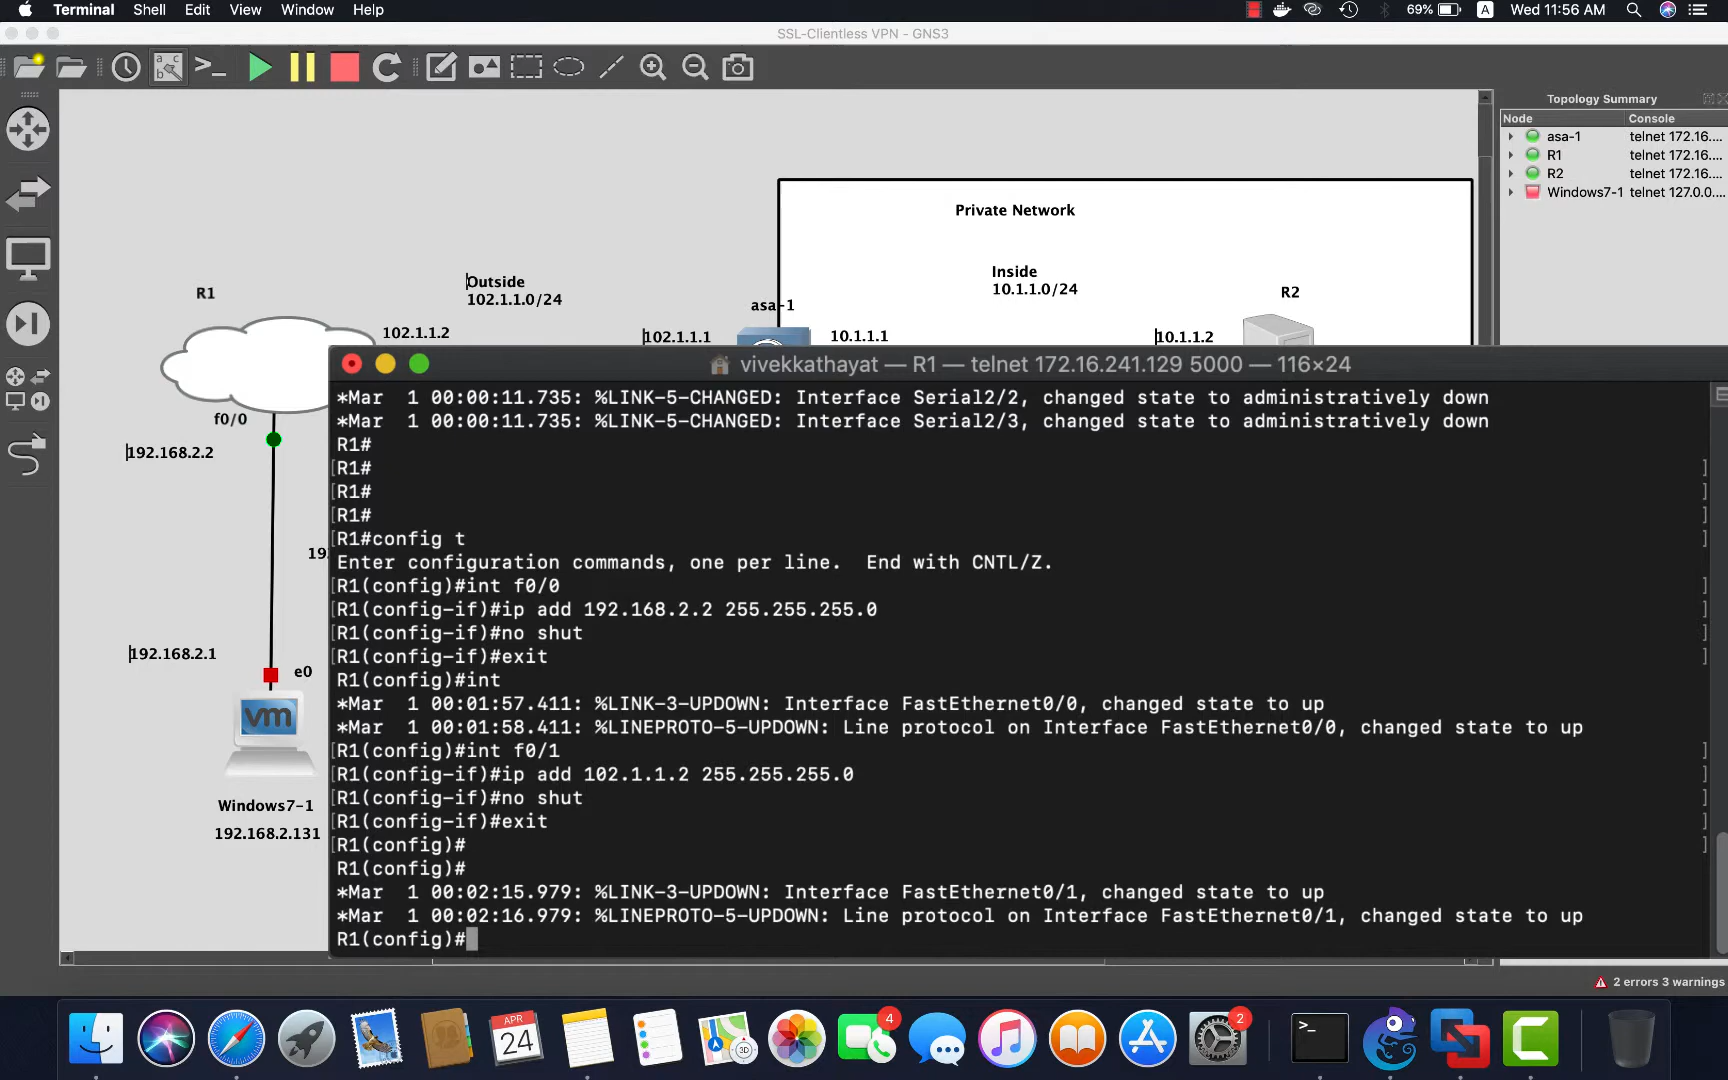 Terminal Shell Edit View Window Help
69% A Wed 11:56 AM
SSL-Clientless VPN - GNS3
a c
b
>_
Topology Summary
Node Console
asa-1 telnet 172.16....
R1 telnet 172.16....
R2 telnet 172.16....
Windows7-1 telnet 127.0.0....
Private Network
Outside
102.1.1.0/24
Inside
10.1.1.0/24
R1
asa-1
R2
102.1.1.2
102.1.1.1
10.1.1.1
10.1.1.2
f0/0
192.168.2.2
19
192.168.2.1
e0
vm
Windows7-1
192.168.2.131
vivekkathayat — R1 — telnet 172.16.241.129 5000 — 116×24
*Mar  1 00:00:11.735: %LINK-5-CHANGED: Interface Serial2/2, changed state to administratively down
*Mar  1 00:00:11.735: %LINK-5-CHANGED: Interface Serial2/3, changed state to administratively down
R1#
[R1# ]
[R1# ]
[R1# ]
[R1#config t ]
Enter configuration commands, one per line.  End with CNTL/Z.
[R1(config)#int f0/0 ]
[R1(config-if)#ip add 192.168.2.2 255.255.255.0 ]
[R1(config-if)#no shut ]
[R1(config-if)#exit ]
R1(config)#int
*Mar  1 00:01:57.411: %LINK-3-UPDOWN: Interface FastEthernet0/0, changed state to up
*Mar  1 00:01:58.411: %LINEPROTO-5-UPDOWN: Line protocol on Interface FastEthernet0/0, changed state to up
[R1(config)#int f0/1 ]
[R1(config-if)#ip add 102.1.1.2 255.255.255.0 ]
[R1(config-if)#no shut ]
[R1(config-if)#exit ]
[R1(config)# ]
R1(config)#
*Mar  1 00:02:15.979: %LINK-3-UPDOWN: Interface FastEthernet0/1, changed state to up
*Mar  1 00:02:16.979: %LINEPROTO-5-UPDOWN: Line protocol on Interface FastEthernet0/1, changed state to up
R1(config)#
2 errors 3 warnings
APR
24
3D
4
2
>_
C